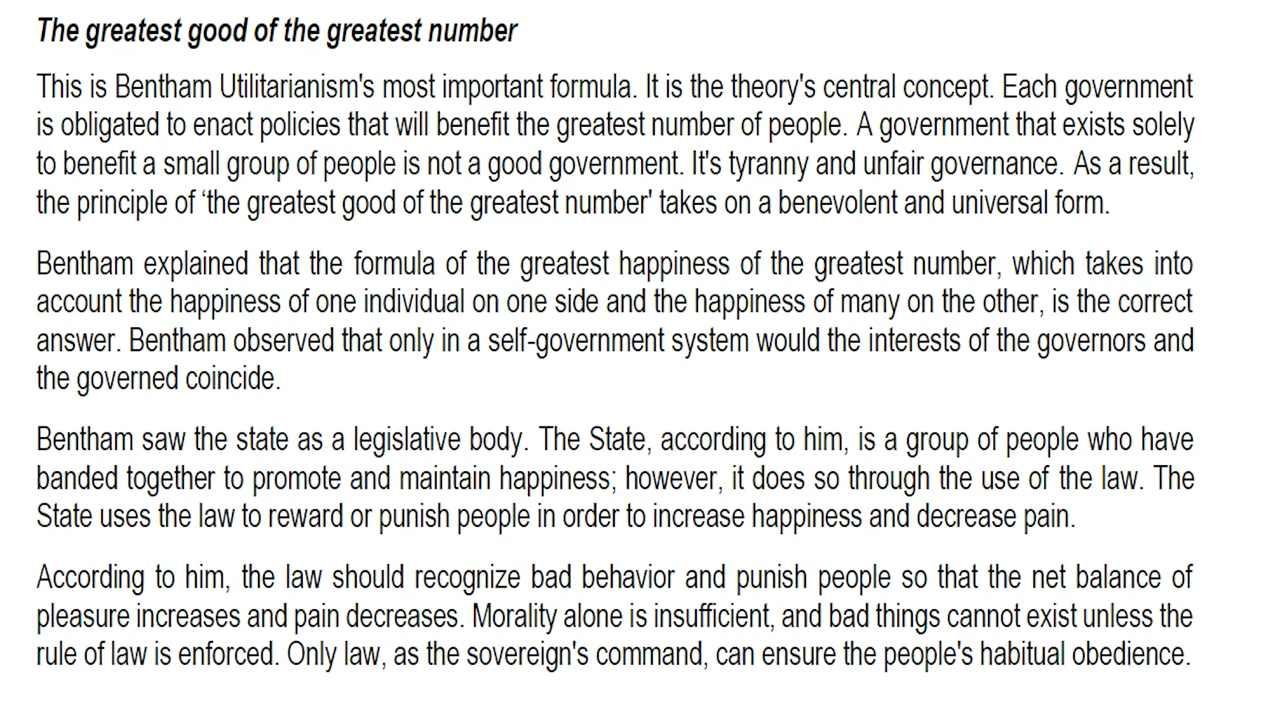 The greatest good of the greatest number
This is Bentham Utilitarianism's most important formula. It is the theory's central concept. Each government
is obligated to enact policies that will benefit the greatest number of people. A government that exists solely
to benefit a small group of people is not a good government. It's tyranny and unfair governance. As a result,
the principle of ‘the greatest good of the greatest number' takes on a benevolent and universal form.
Bentham explained that the formula of the greatest happiness of the greatest number, which takes into
account the happiness of one individual on one side and the happiness of many on the other, is the correct
answer. Bentham observed that only in a self-government system would the interests of the governors and
the governed coincide.
Bentham saw the state as a legislative body. The State, according to him, is a group of people who have
banded together to promote and maintain happiness; however, it does so through the use of the law. The
State uses the law to reward or punish people in order to increase happiness and decrease pain.
According to him, the law should recognize bad behavior and punish people so that the net balance of
pleasure increases and pain decreases. Morality alone is insufficient, and bad things cannot exist unless the
rule of law is enforced. Only law, as the sovereign's command, can ensure the people's habitual obedience.